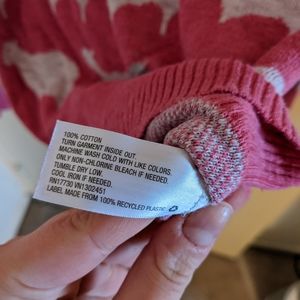 100% COTTON
TURN GARMENT INSIDE OUT.
MACHINE WASH COLD WITH LIKE COLORS.
ONLY NON-CHLORINE BLEACH IF NEEDED.
TUMBLE DRY LOW.
COOL IRON IF NEEDED.
RN17730 VN1302451
LABEL MADE FROM 100% RECYCLED PLASTIC